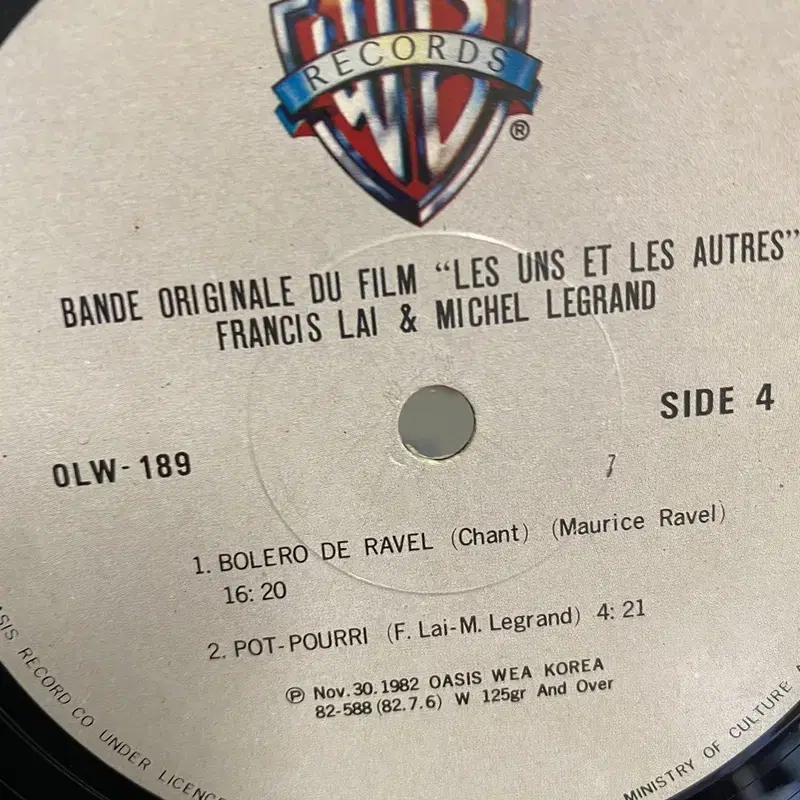 RECORDS
®
BANDE ORIGINALE DU FILM “LES UNS ET LES AUTRES”
FRANCIS LAI & MICHEL LEGRAND
SIDE 4
OLW-189
7
1. BOLERO DE RAVEL (Chant) (Maurice Ravel)
16: 20
2. POT-POURRI (F. Lai-M. Legrand) 4: 21
Ⓟ Nov. 30. 1982 OASIS WEA KOREA
82-588 (82.7.6) W 125gr And Over
RECORD CO UNDER LICENC
MINISTRY OF CULTURE